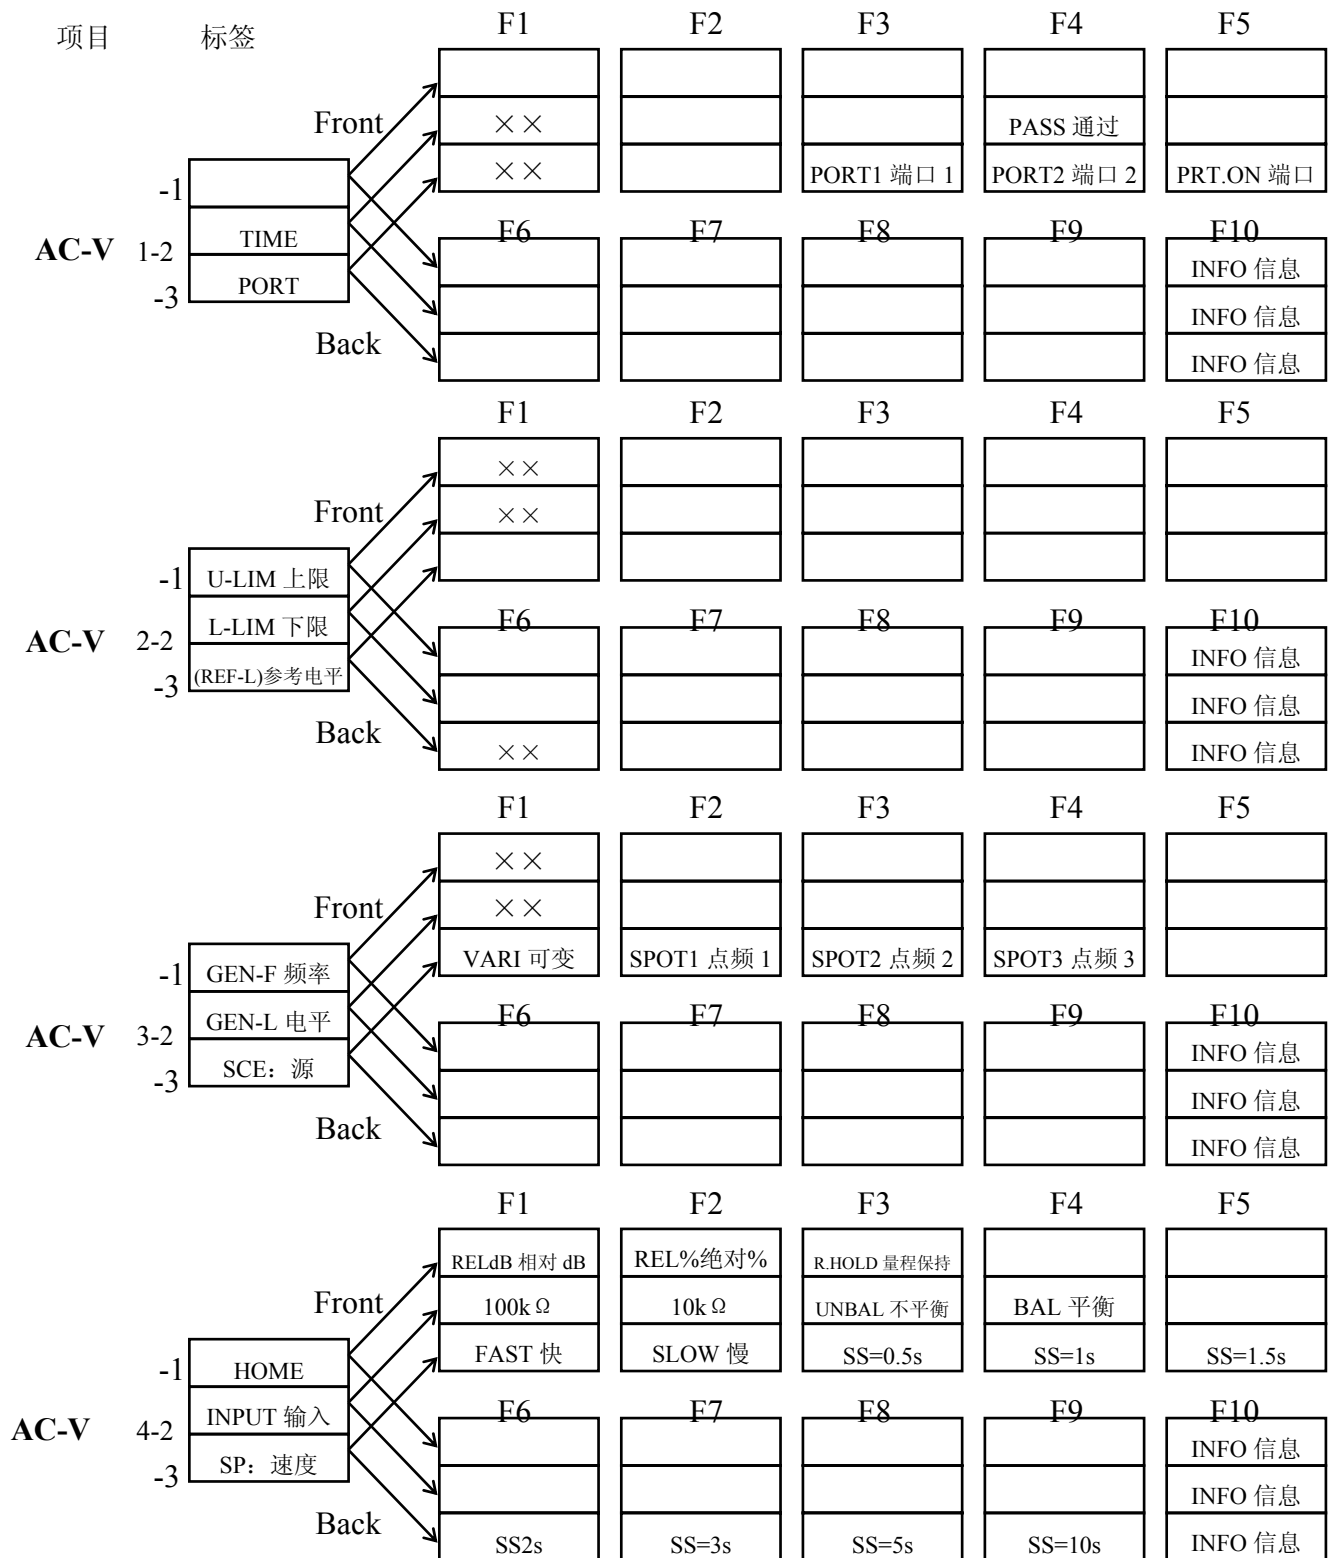 项目 标签 F1 F2 F3 F4 F5
Front ×× PASS 通过
-1 ×× PORT1 端口 1 PORT2 端口 2 PRT.ON 端口
AC-V 1-2 TIME F6 F7 F8 F9 F10
INFO 信息
-3 PORT INFO 信息
Back INFO 信息
F1 F2 F3 F4 F5
××
Front ××
-1 U-LIM 上限
AC-V 2-2 L-LIM 下限 F6 F7 F8 F9 F10
INFO 信息
-3 (REF-L)参考电平 INFO 信息
Back ×× INFO 信息
F1 F2 F3 F4 F5
××
Front ××
-1 GEN-F 频率 VARI 可变 SPOT1 点频 1 SPOT2 点频 2 SPOT3 点频 3
AC-V 3-2 GEN-L 电平 F6 F7 F8 F9 F10
INFO 信息
-3 SCE：源 INFO 信息
Back INFO 信息
F1 F2 F3 F4 F5
RELdB 相对 dB REL%绝对% R.HOLD 量程保持
Front 100kΩ 10kΩ UNBAL 不平衡 BAL 平衡
-1 HOME FAST 快 SLOW 慢 SS=0.5s SS=1s SS=1.5s
AC-V 4-2 INPUT 输入 F6 F7 F8 F9 F10
INFO 信息
-3 SP：速度 INFO 信息
Back SS2s SS=3s SS=5s SS=10s INFO 信息